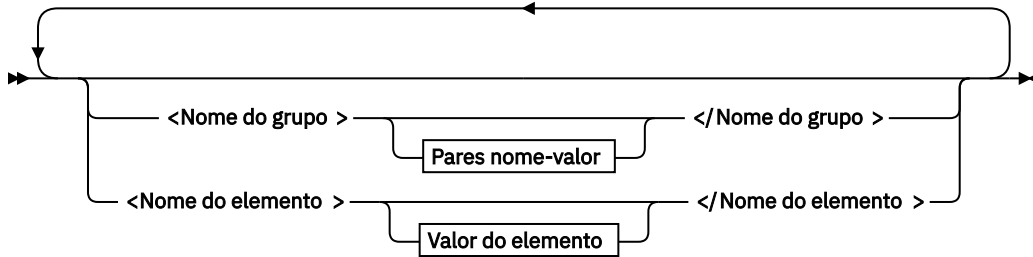 <Nome do grupo > </Nome do grupo >
Pares nome-valor
<Nome do elemento > </Nome do elemento >
Valor do elemento